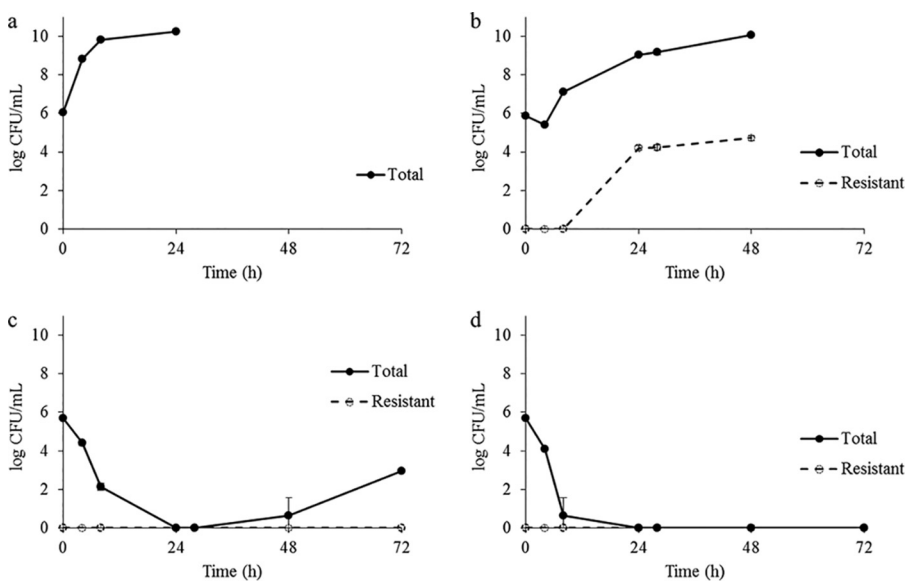 a
10
8
6
4
2
0
log CFU/mL
Total
0
24
48
72
Time (h)
b
10
8
6
4
2
0
log CFU/mL
Total
Resistant
0
24
48
72
Time (h)
c
10
8
6
4
2
0
log CFU/mL
Total
Resistant
0
24
48
72
Time (h)
d
10
8
6
4
2
0
log CFU/mL
Total
Resistant
0
24
48
72
Time (h)